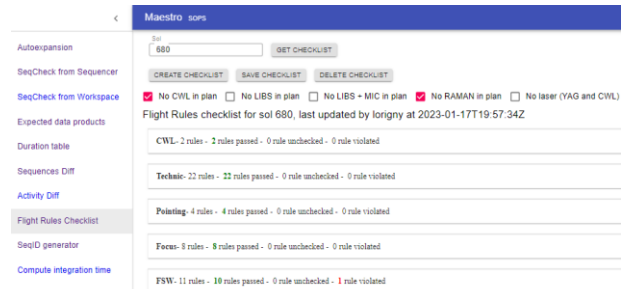 Maestro SOPS
Autoexpansion
SeqCheck from Sequencer
SeqCheck from Workspace
Expected data products
Duration table
Sequences Diff
Activity Diff
Flight Rules Checklist
SeqID generator
Compute integration time
Sol
680
GET CHECKLIST
CREATE CHECKLIST SAVE CHECKLIST DELETE CHECKLIST
No CWL in plan No LIBS in plan No LIBS + MIC in plan No RAMAN in plan No laser (YAG and CWL)
Flight Rules checklist for sol 680, last updated by lorigny at 2023-01-17T19:57:34Z
CWL- 2 rules - 2 rules passed - 0 rule unchecked - 0 rule violated
Technic- 22 rules - 22 rules passed - 0 rule unchecked - 0 rule violated
Pointing- 4 rules - 4 rules passed - 0 rule unchecked - 0 rule violated
Focus- 8 rules - 8 rules passed - 0 rule unchecked - 0 rule violated
FSW- 11 rules - 10 rules passed - 0 rule unchecked - 1 rule violated